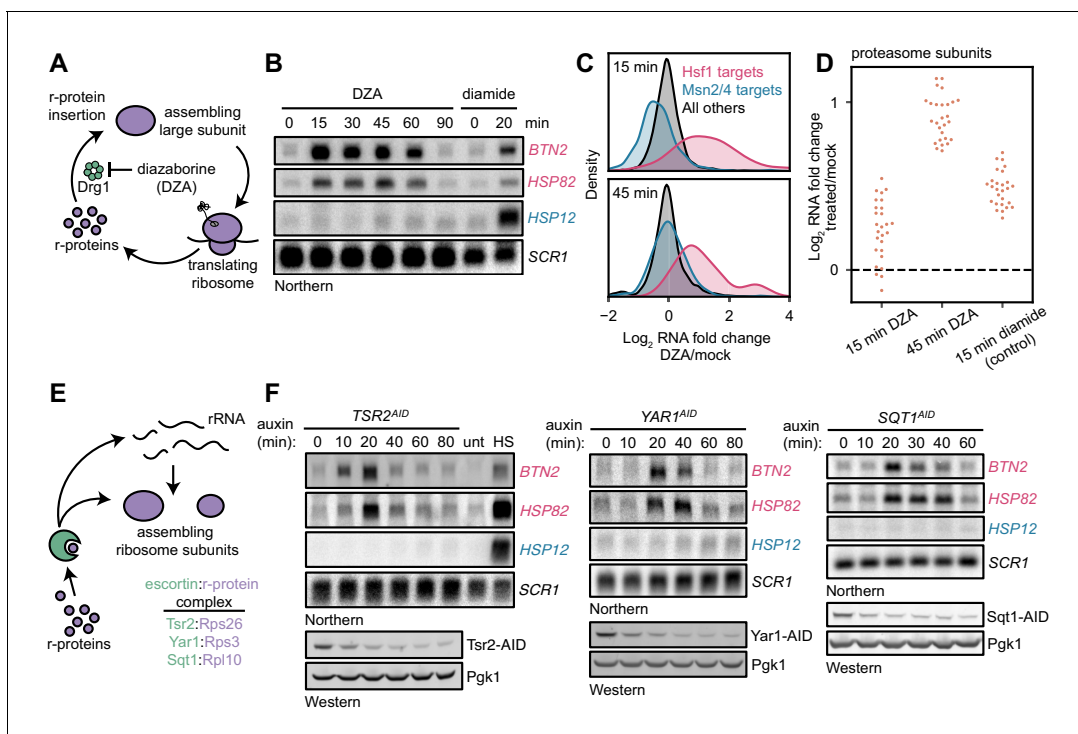 A
r-protein
insertion
assembling
large subunit
Drg1
diazaborine
(DZA)
r-proteins
translating
ribosome
B
DZA
diamide
0 15 30 45 60 90 0 20 min
BTN2
HSP82
HSP12
SCR1
Northern
C
15 min
Hsf1 targets
Msn2/4 targets
All others
45 min
Density
−2 0 2 4
Log2 RNA fold change
DZA/mock
D
proteasome subunits
Log2 RNA fold change
treated/mock
1
0
15 min DZA
45 min DZA
15 min diamide
(control)
E
rRNA
assembling
ribosome subunits
escortin:r-protein
complex
Tsr2:Rps26
Yar1:Rps3
Sqt1:Rpl10
r-proteins
F
TSR2AID
auxin
(min):
0 10 20 40 60 80 unt HS
BTN2
HSP82
HSP12
SCR1
Northern
Tsr2-AID
Pgk1
Western
YAR1AID
auxin
(min):
0 10 20 40 60 80
BTN2
HSP82
HSP12
SCR1
Northern
Yar1-AID
Pgk1
Western
SQT1AID
auxin
(min):
0 10 20 30 40 60
BTN2
HSP82
HSP12
SCR1
Northern
Sqt1-AID
Pgk1
Western